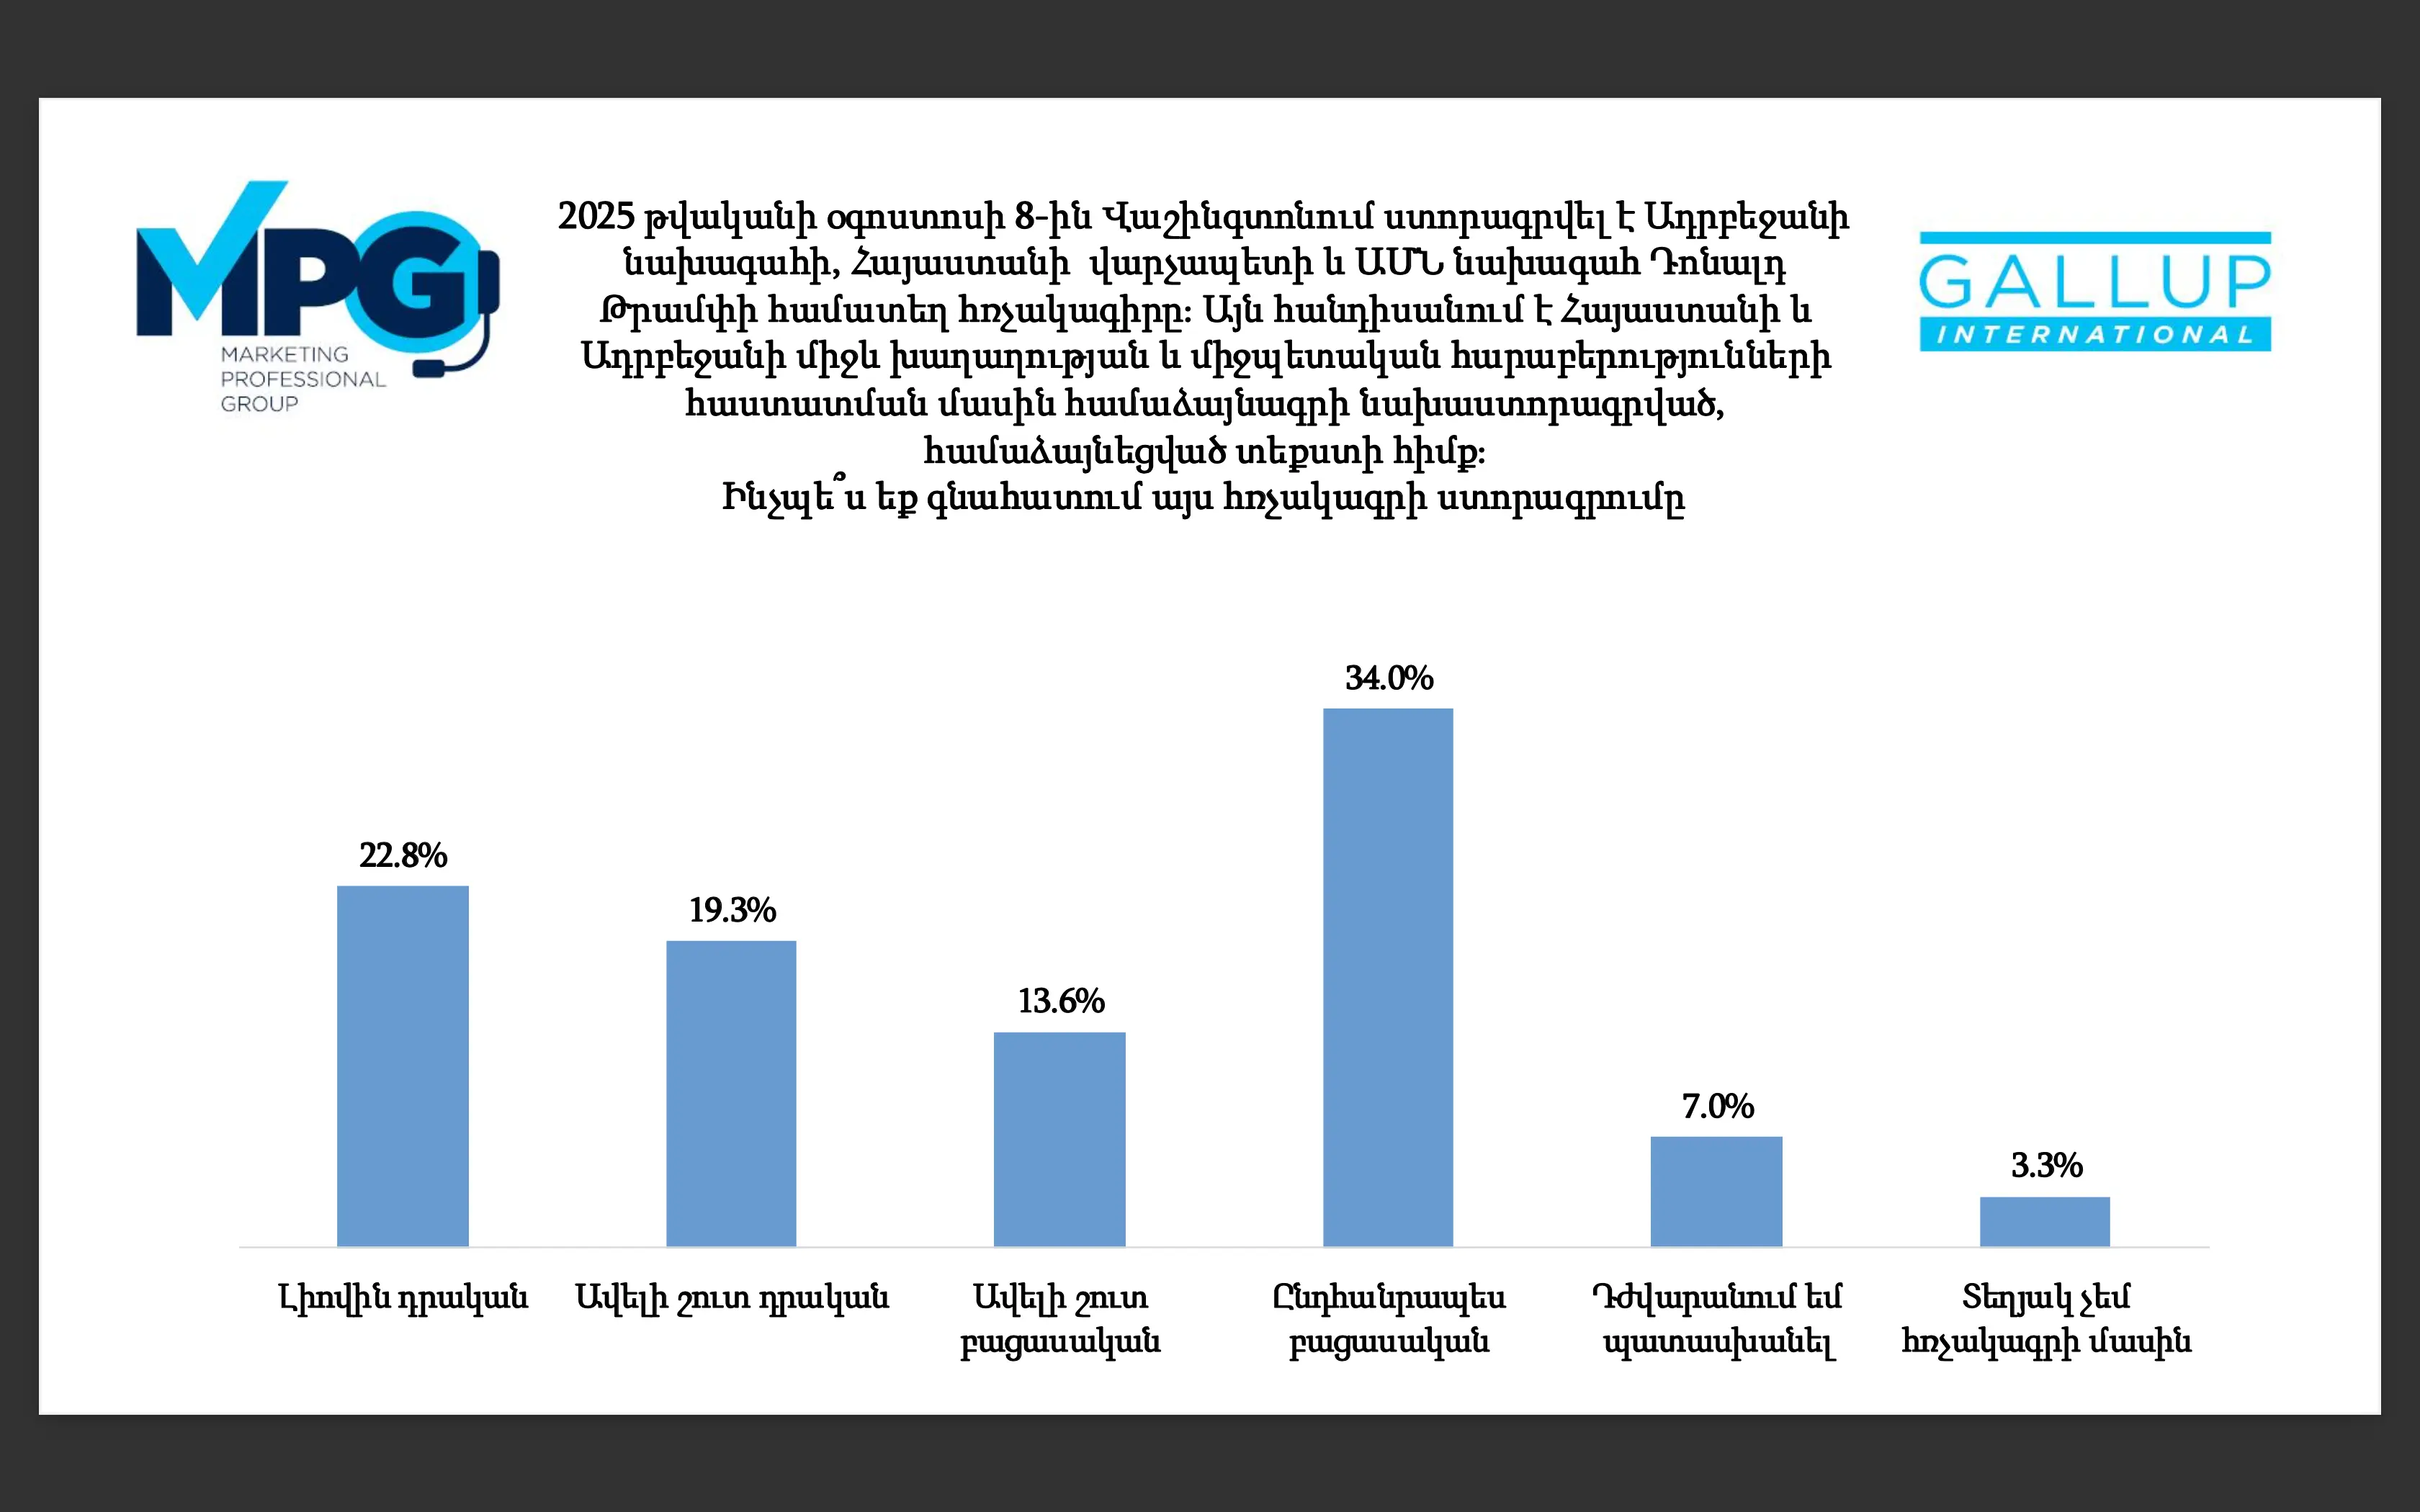 MPG
MARKETING
PROFESSIONAL
GROUP
2025 թվականի օգոստոսի 8-ին Վաշինգտոնում ստորագրվել է Ադրբեջանի
նախագահի, Հայաստանի վարչապետի և ԱՄՆ նախագահ Դոնալդ
Թրամփի համատեղ հռչակագիրը։ Այն հանդիսանում է Հայաստանի և
Ադրբեջանի միջև խաղաղության և միջպետական հարաբերությունների
հաստատման մասին համաձայնագրի նախաստորագրված,
համաձայնեցված տեքստի հիմք։
Ինչպե՞ս եք գնահատում այս հռչակագրի ստորագրումը
GALLUP
INTERNATIONAL
22.8%
19.3%
13.6%
34.0%
7.0%
3.3%
Լիովին դրական
Ավելի շուտ դրական
Ավելի շուտ
բացասական
Ընդհանրապես
բացասական
Դժվարանում եմ
պատասխանել
Տեղյակ չեմ
հռչակագրի մասին